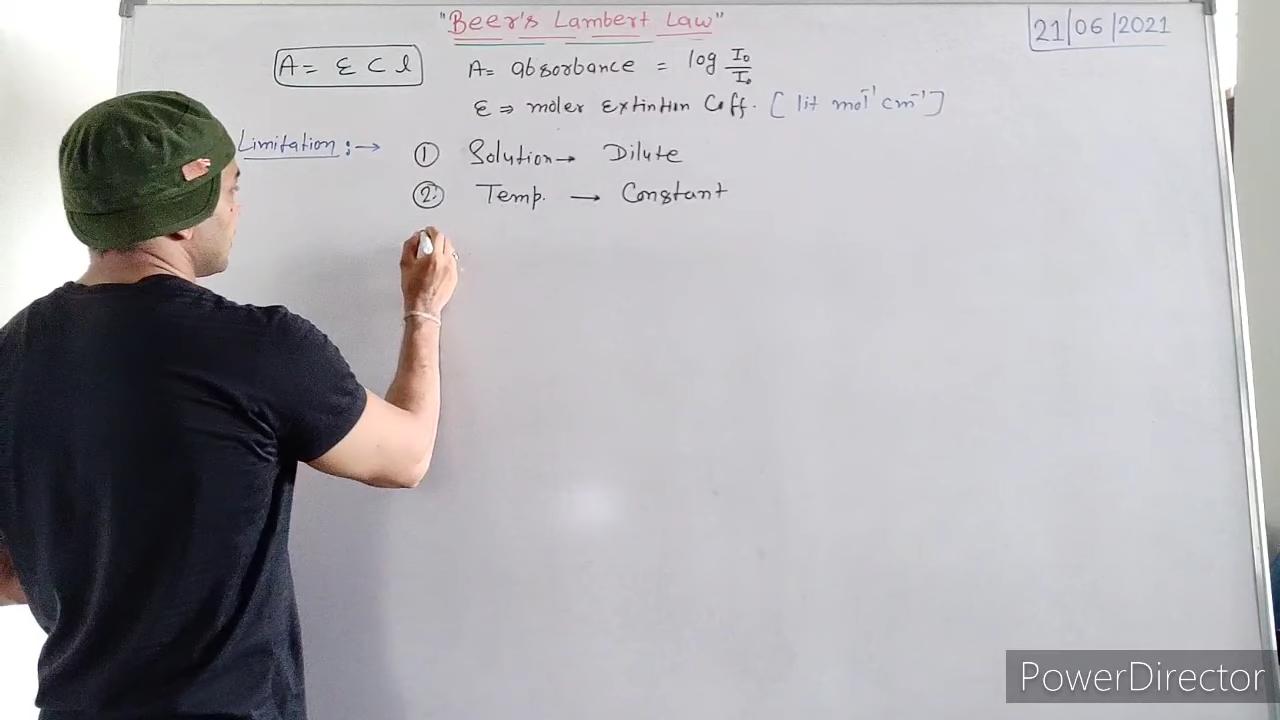 "Beer's Lambert Law"
21/06/2021
A = ε C l
A = absorbance = log I₀/I₀
ε ⇒ moler Extintion Coff. [lit mol⁻¹ cm⁻¹]
Limitation :→
① Solution → Dilute
② Temp. → Constant
PowerDirector